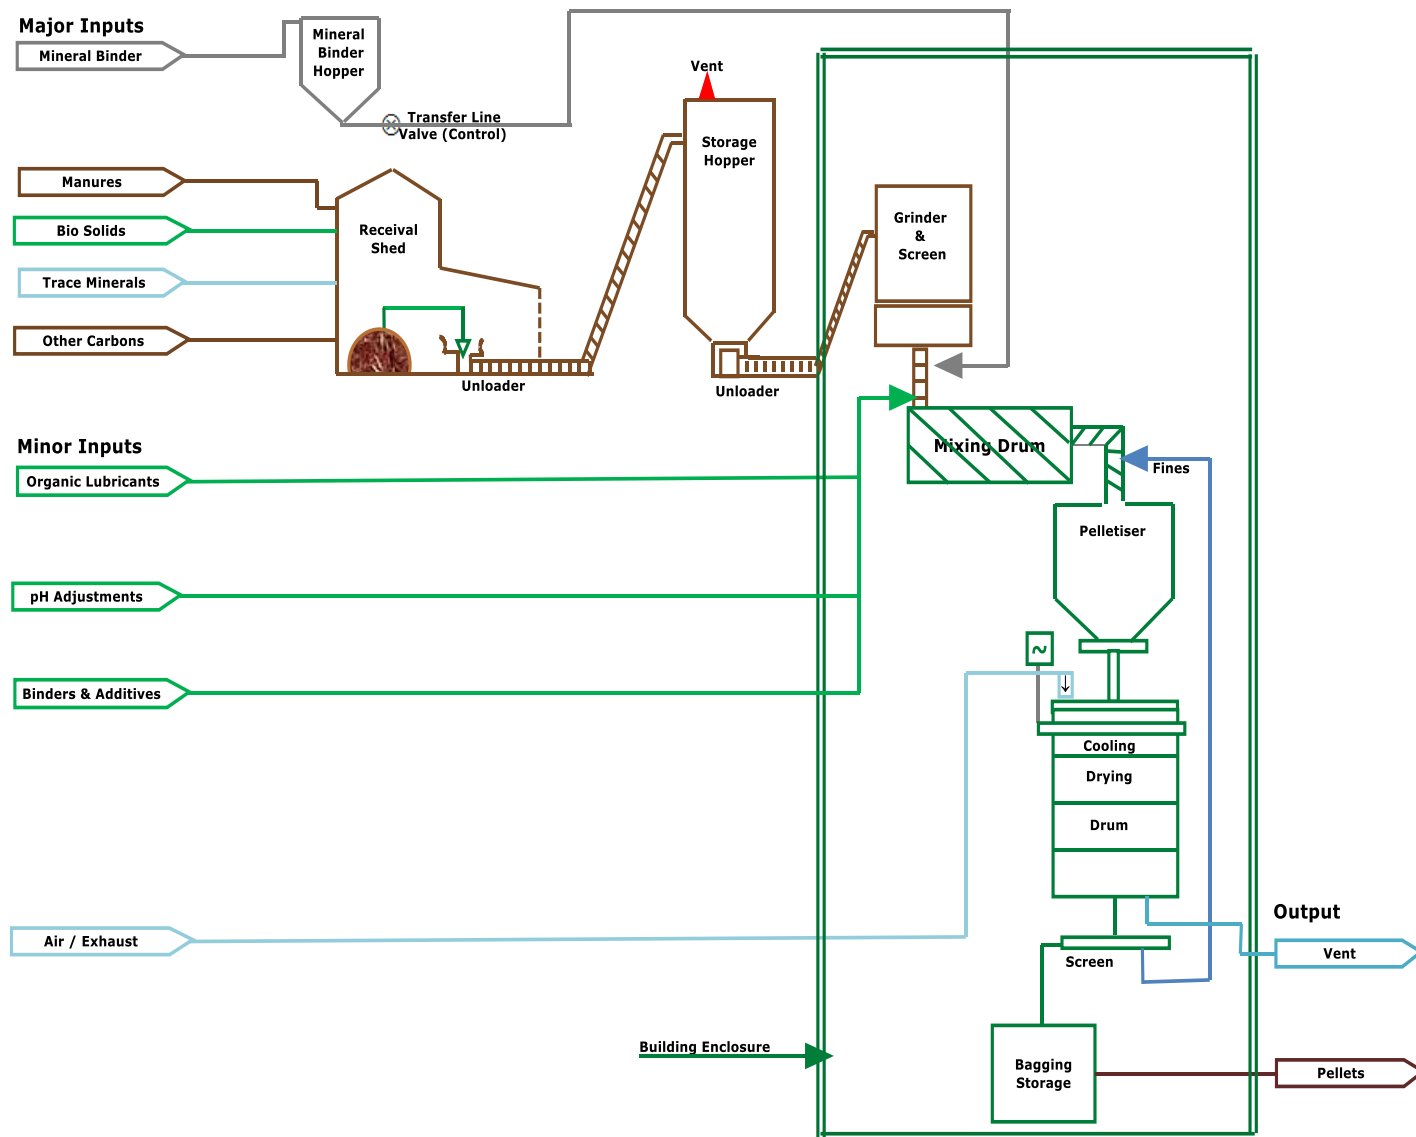 Major Inputs
Mineral Binder
Mineral
Binder
Hopper
Transfer Line
Valve (Control)
Vent
Storage
Hopper
Manures
Bio Solids
Trace Minerals
Other Carbons
Receival
Shed
Unloader
Unloader
Grinder
&
Screen
Minor Inputs
Organic Lubricants
pH Adjustments
Binders & Additives
Air / Exhaust
Mixing Drum
Fines
Pelletiser
~
↓
Cooling
Drying
Drum
Screen
Building Enclosure
Bagging
Storage
Output
Vent
Pellets